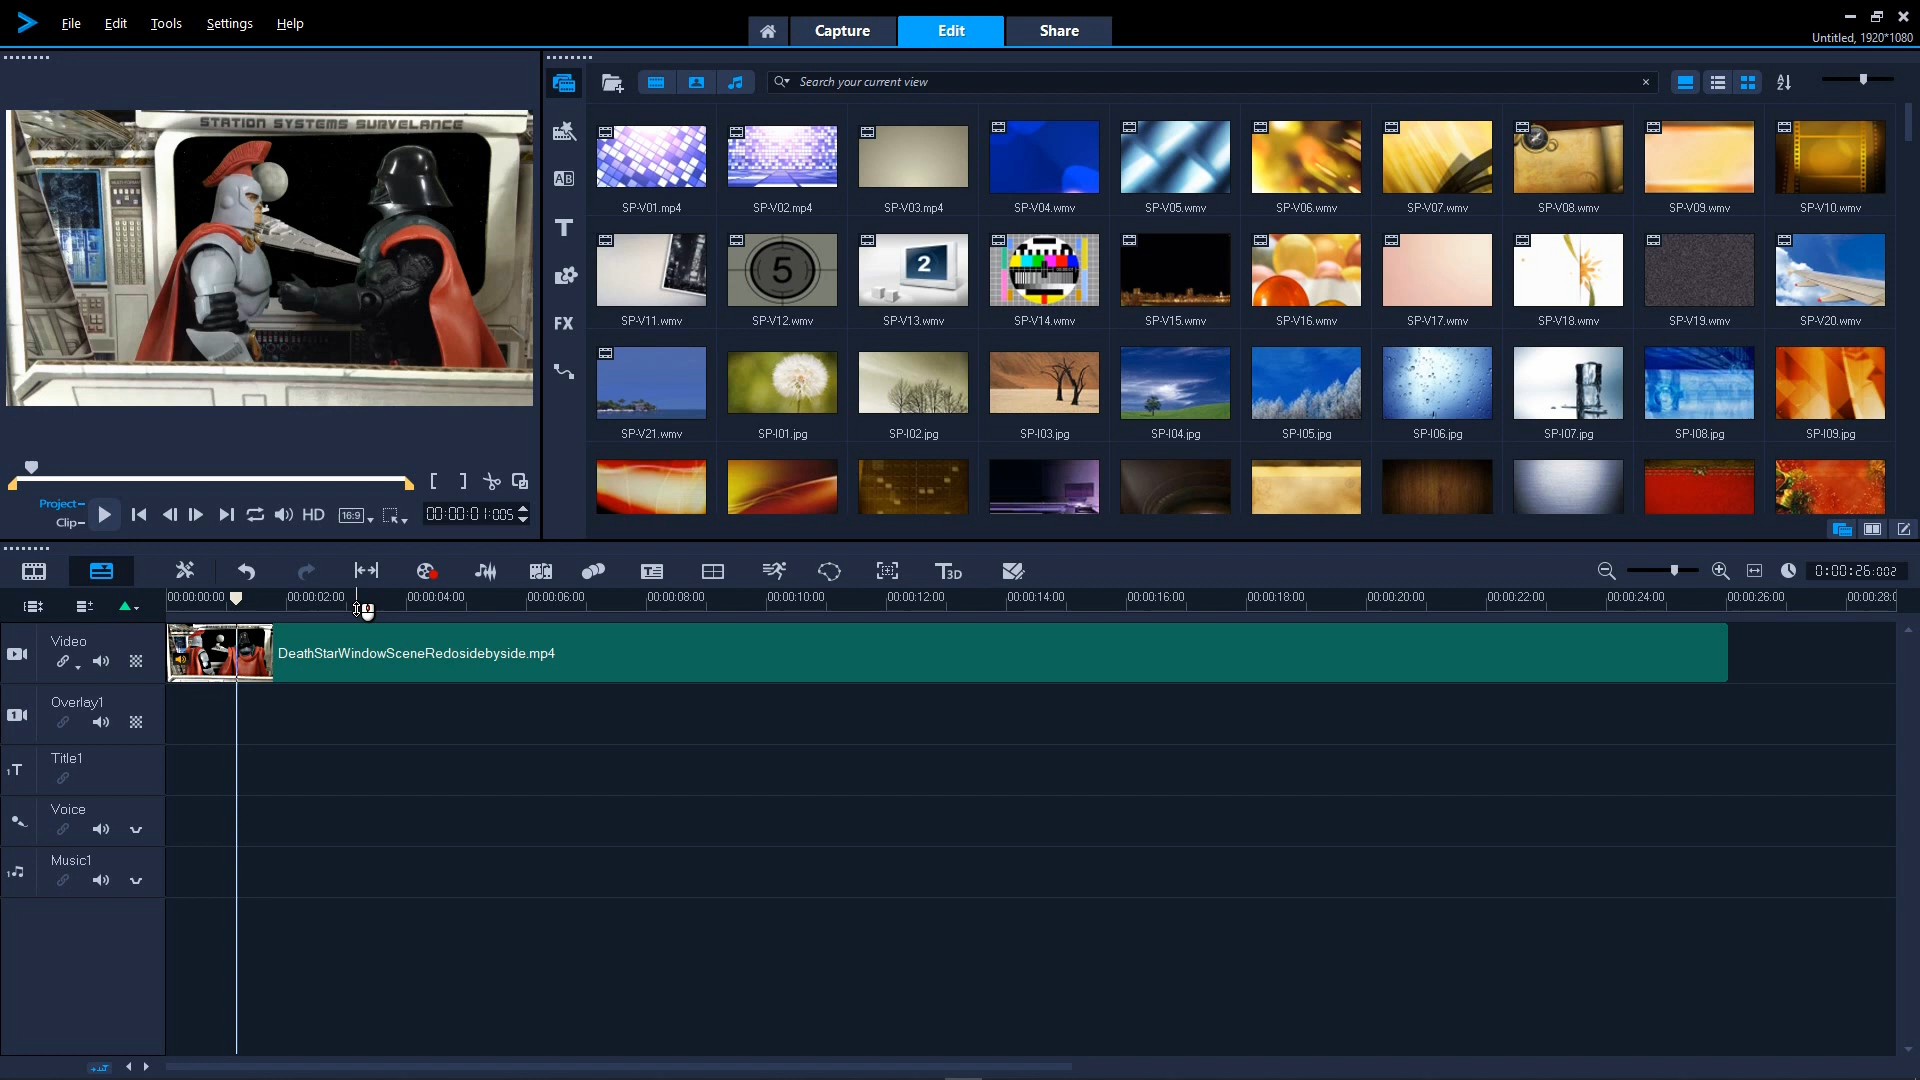 File Edit Tools Settings Help
Capture Edit Share
Untitled, 1920*1080
Search your current view
STATION SYSTEMS SURVELANCE
SP-V01.mp4 SP-V02.mp4 SP-V03.mp4 SP-V04.wmv SP-V05.wmv SP-V06.wmv SP-V07.wmv SP-V08.wmv SP-V09.wmv SP-V10.wmv
5
2
SP-V11.wmv SP-V12.wmv SP-V13.wmv SP-V14.wmv SP-V15.wmv SP-V16.wmv SP-V17.wmv SP-V18.wmv SP-V19.wmv SP-V20.wmv
SP-V21.wmv SP-I01.jpg SP-I02.jpg SP-I03.jpg SP-I04.jpg SP-I05.jpg SP-I06.jpg SP-I07.jpg SP-I08.jpg SP-I09.jpg
AB
T
FX
Project
Clip
HD
16:9
00:00:01:005
T3D
0:00:26:002
00:00:00:00 00:00:02:00 00:00:04:00 00:00:06:00 00:00:08:00 00:00:10:00 00:00:12:00 00:00:14:00 00:00:16:00 00:00:18:00 00:00:20:00 00:00:22:00 00:00:24:00 00:00:26:00 00:00:28:0
Video
DeathStarWindowSceneRedosidebyside.mp4
Overlay1
Title1
Voice
Music1